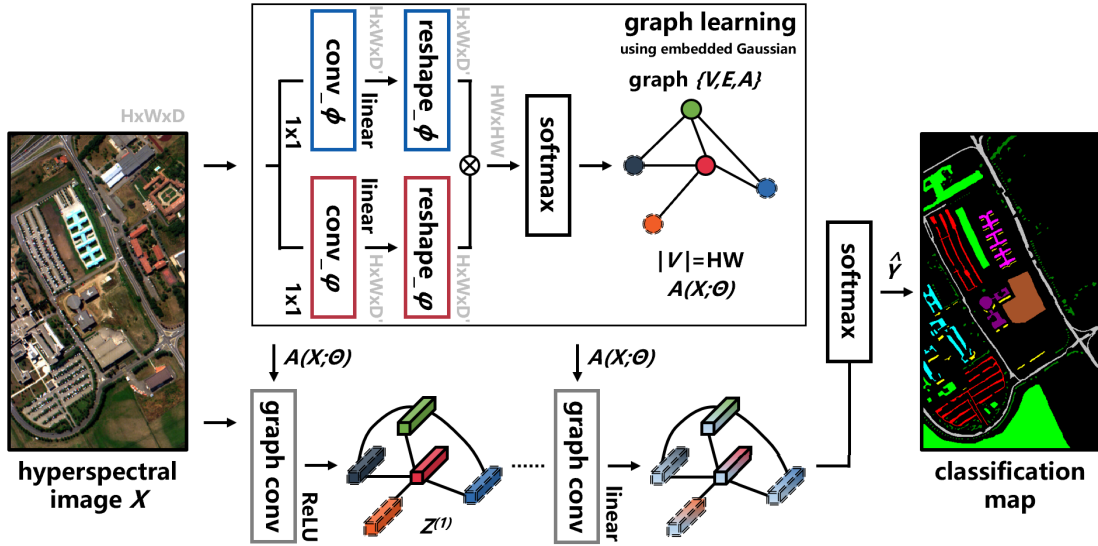 HxWxD
hyperspectral
image X
graph learning
using embedded Gaussian
1x1
conv_ϕ
HxWxD'
linear
reshape_ϕ
HxWxD'
HWxHW
softmax
graph {V,E,A}
1x1
conv_φ
linear
HxWxD'
reshape_φ
HxWxD'
|V|=HW
A(X;Θ)
A(X;Θ)
graph conv
ReLU
Z(1)
......
A(X;Θ)
graph conv
linear
softmax
Ŷ
classification
map